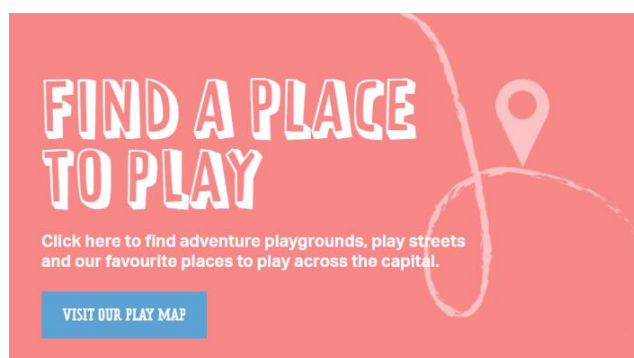 FIND A PLACE
TO PLAY
Click here to find adventure playgrounds, play streets
and our favourite places to play across the capital.
VISIT OUR PLAY MAP